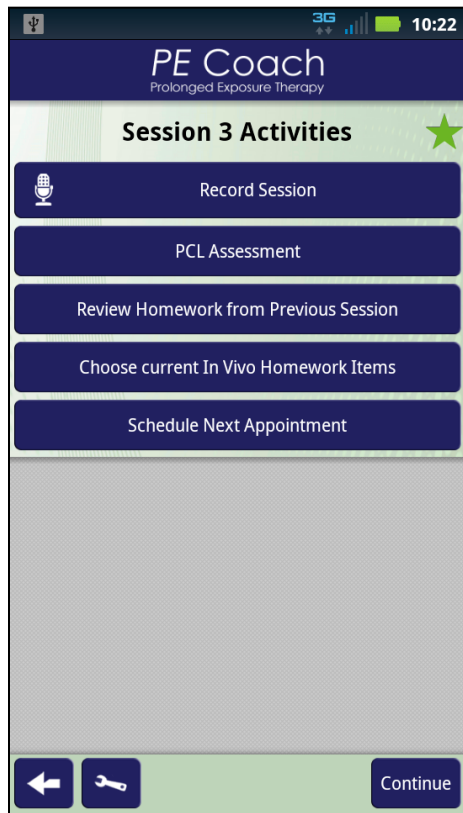 3G 10:22
PE Coach
Prolonged Exposure Therapy
Session 3 Activities
Record Session
PCL Assessment
Review Homework from Previous Session
Choose current In Vivo Homework Items
Schedule Next Appointment
Continue